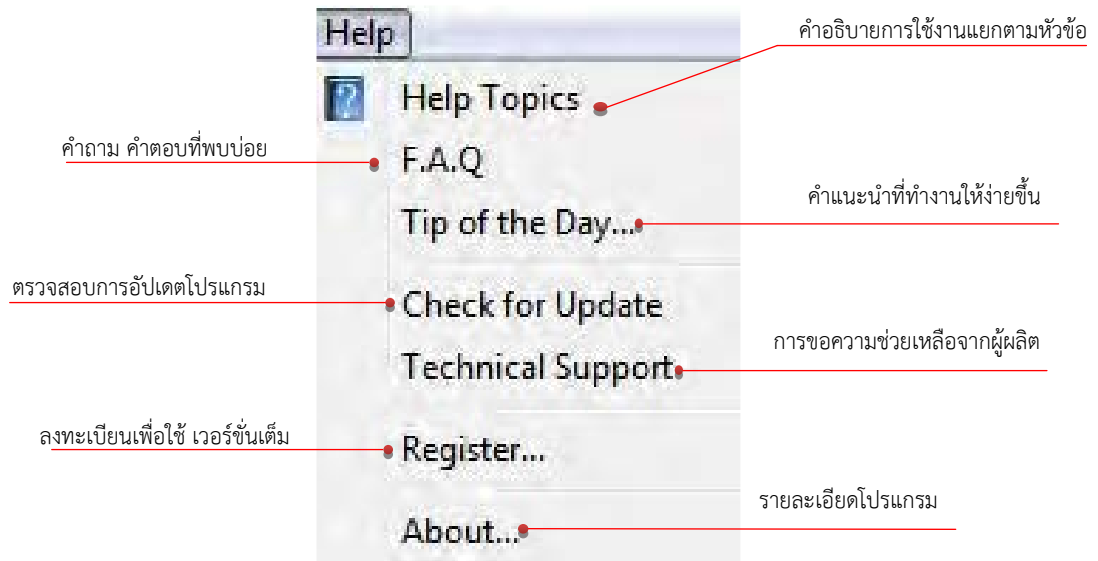 Help
คำอธิบายการใช้งานแยกตามหัวข้อ
Help Topics
คำถาม คำตอบที่พบบ่อย
F.A.Q
คำแนะนำที่ทำงานให้ง่ายขึ้น
Tip of the Day...
ตรวจสอบการอัปเดตโปรแกรม
Check for Update
การขอความช่วยเหลือจากผู้ผลิต
Technical Support
ลงทะเบียนเพื่อใช้ เวอร์ขั่นเต็ม
Register...
รายละเอียดโปรแกรม
About...